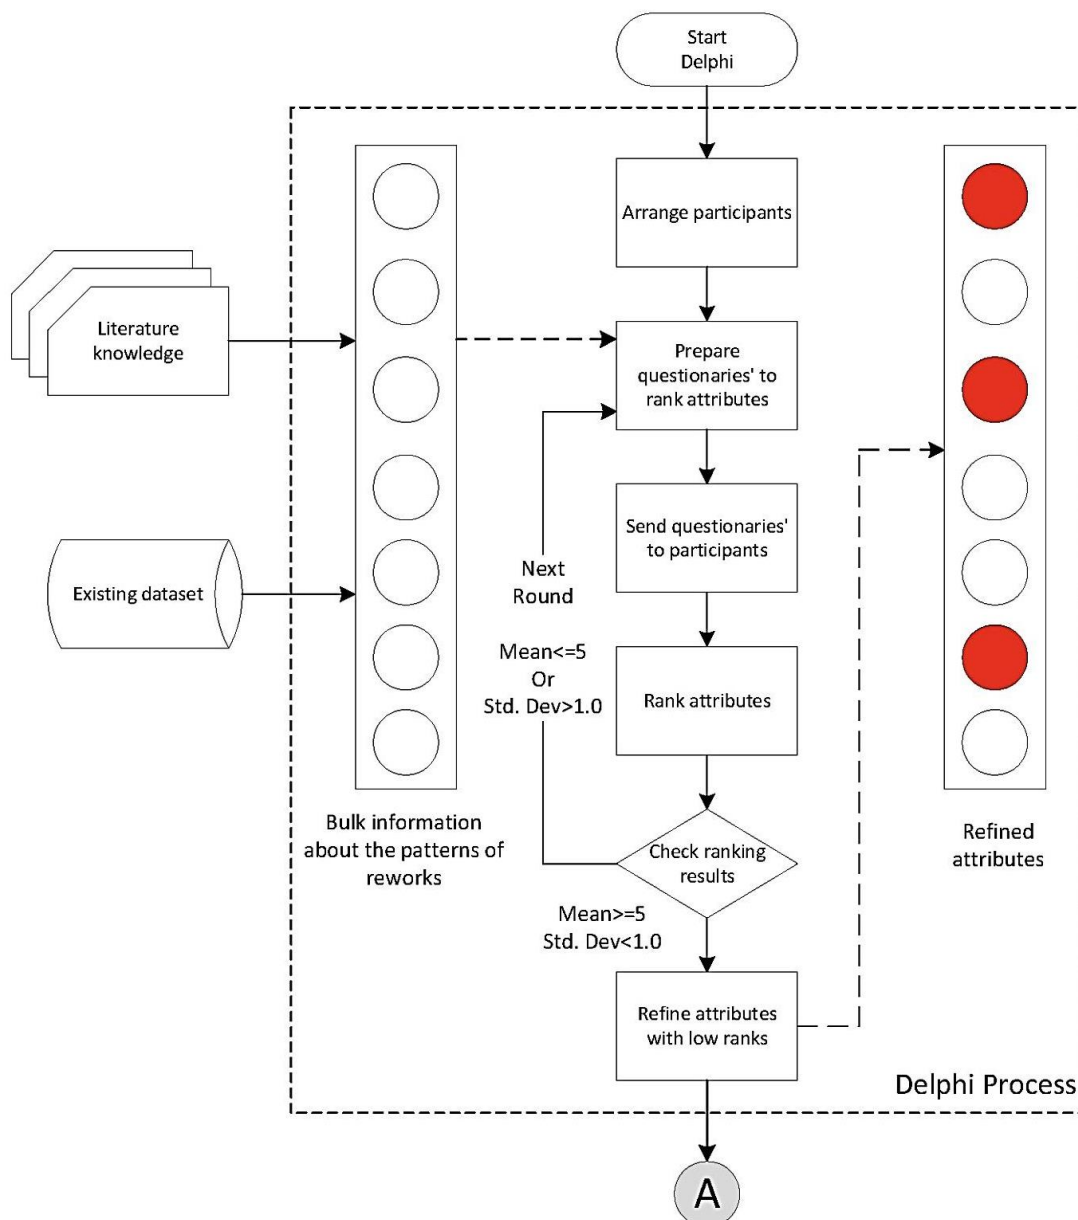 Start
Delphi
Arrange participants
Literature
knowledge
Prepare
questionaries' to
rank attributes
Send questionaries'
to participants
Existing dataset
Next
Round
Mean<=5
Or
Std. Dev>1.0
Rank attributes
Bulk information
about the patterns of
reworks
Check ranking
results
Refined
attributes
Mean>=5
Std. Dev<1.0
Refine attributes
with low ranks
Delphi Process
A